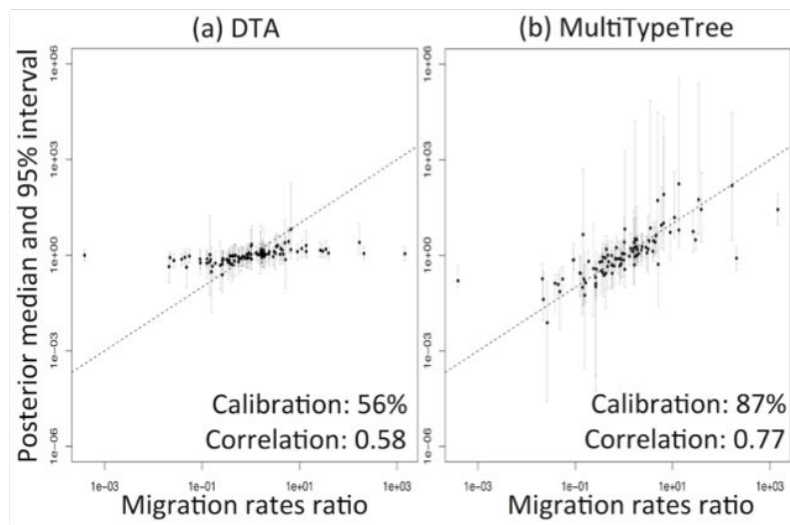 (a) DTA
(b) MultiTypeTree
Posterior median and 95% interval
1e+06
1e+03
1e+00
1e-03
1e-06
1e+06
1e+03
1e+00
1e-03
1e-06
Calibration: 56%
Correlation: 0.58
Calibration: 87%
Correlation: 0.77
1e-03
1e-01
1e+01
1e+03
1e-03
1e-01
1e+01
1e+03
Migration rates ratio
Migration rates ratio